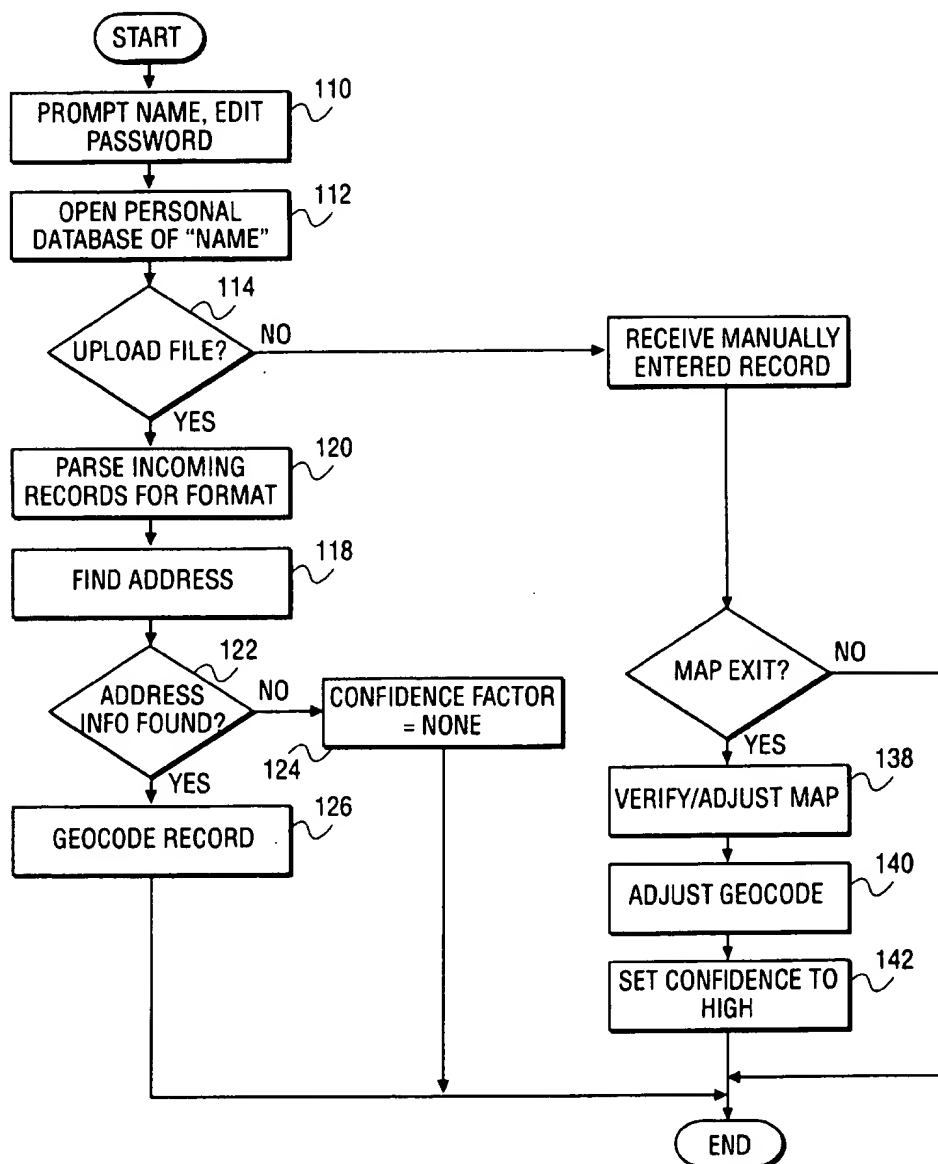 START
110
PROMPT NAME, EDIT
PASSWORD
112
OPEN PERSONAL
DATABASE OF “NAME”
114
UPLOAD FILE?
NO
YES
RECEIVE MANUALLY
ENTERED RECORD
120
PARSE INCOMING
RECORDS FOR FORMAT
118
FIND ADDRESS
122
ADDRESS
INFO FOUND?
NO
YES
CONFIDENCE FACTOR
= NONE
124
126
GEOCODE RECORD
MAP EXIT?
NO
YES
138
VERIFY/ADJUST MAP
140
ADJUST GEOCODE
142
SET CONFIDENCE TO
HIGH
END